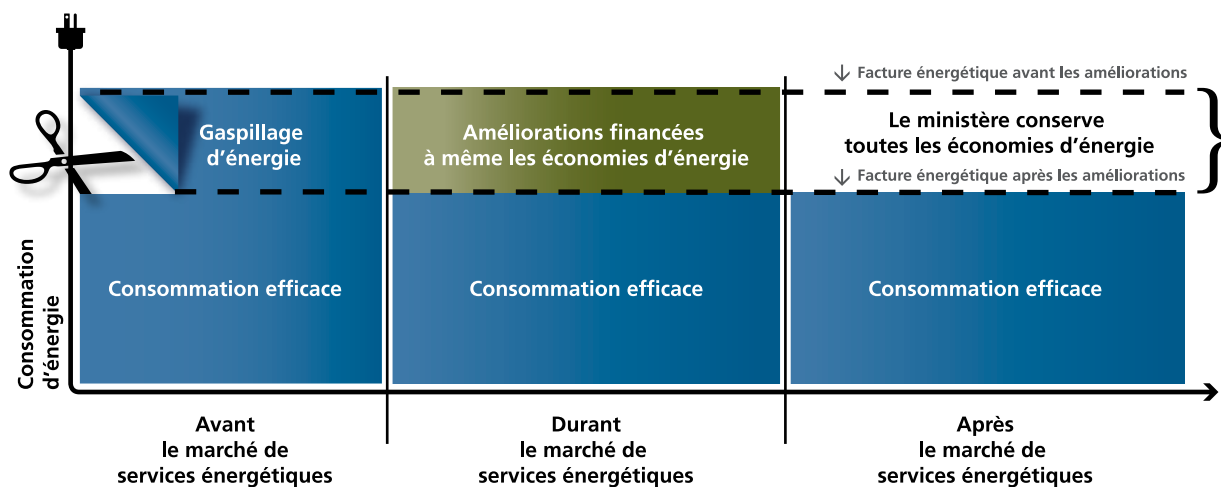 Consommation
d'énergie
Gaspillage
d'énergie
Consommation efficace
Améliorations financées
à même les économies d'énergie
Consommation efficace
↓ Facture énergétique avant les améliorations
Le ministère conserve
toutes les économies d'énergie
↓ Facture énergétique après les améliorations
Consommation efficace
Avant
le marché de
services énergétiques
Durant
le marché de
services énergétiques
Après
le marché de
services énergétiques